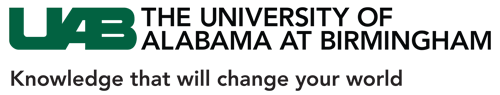 UAB THE UNIVERSITY OF
ALABAMA AT BIRMINGHAM
Knowledge that will change your world